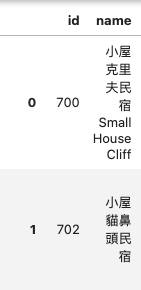 id name
0 700 小屋
克里
夫民
宿
Small
House
Cliff
1 702 小屋
貓鼻
頭民
宿